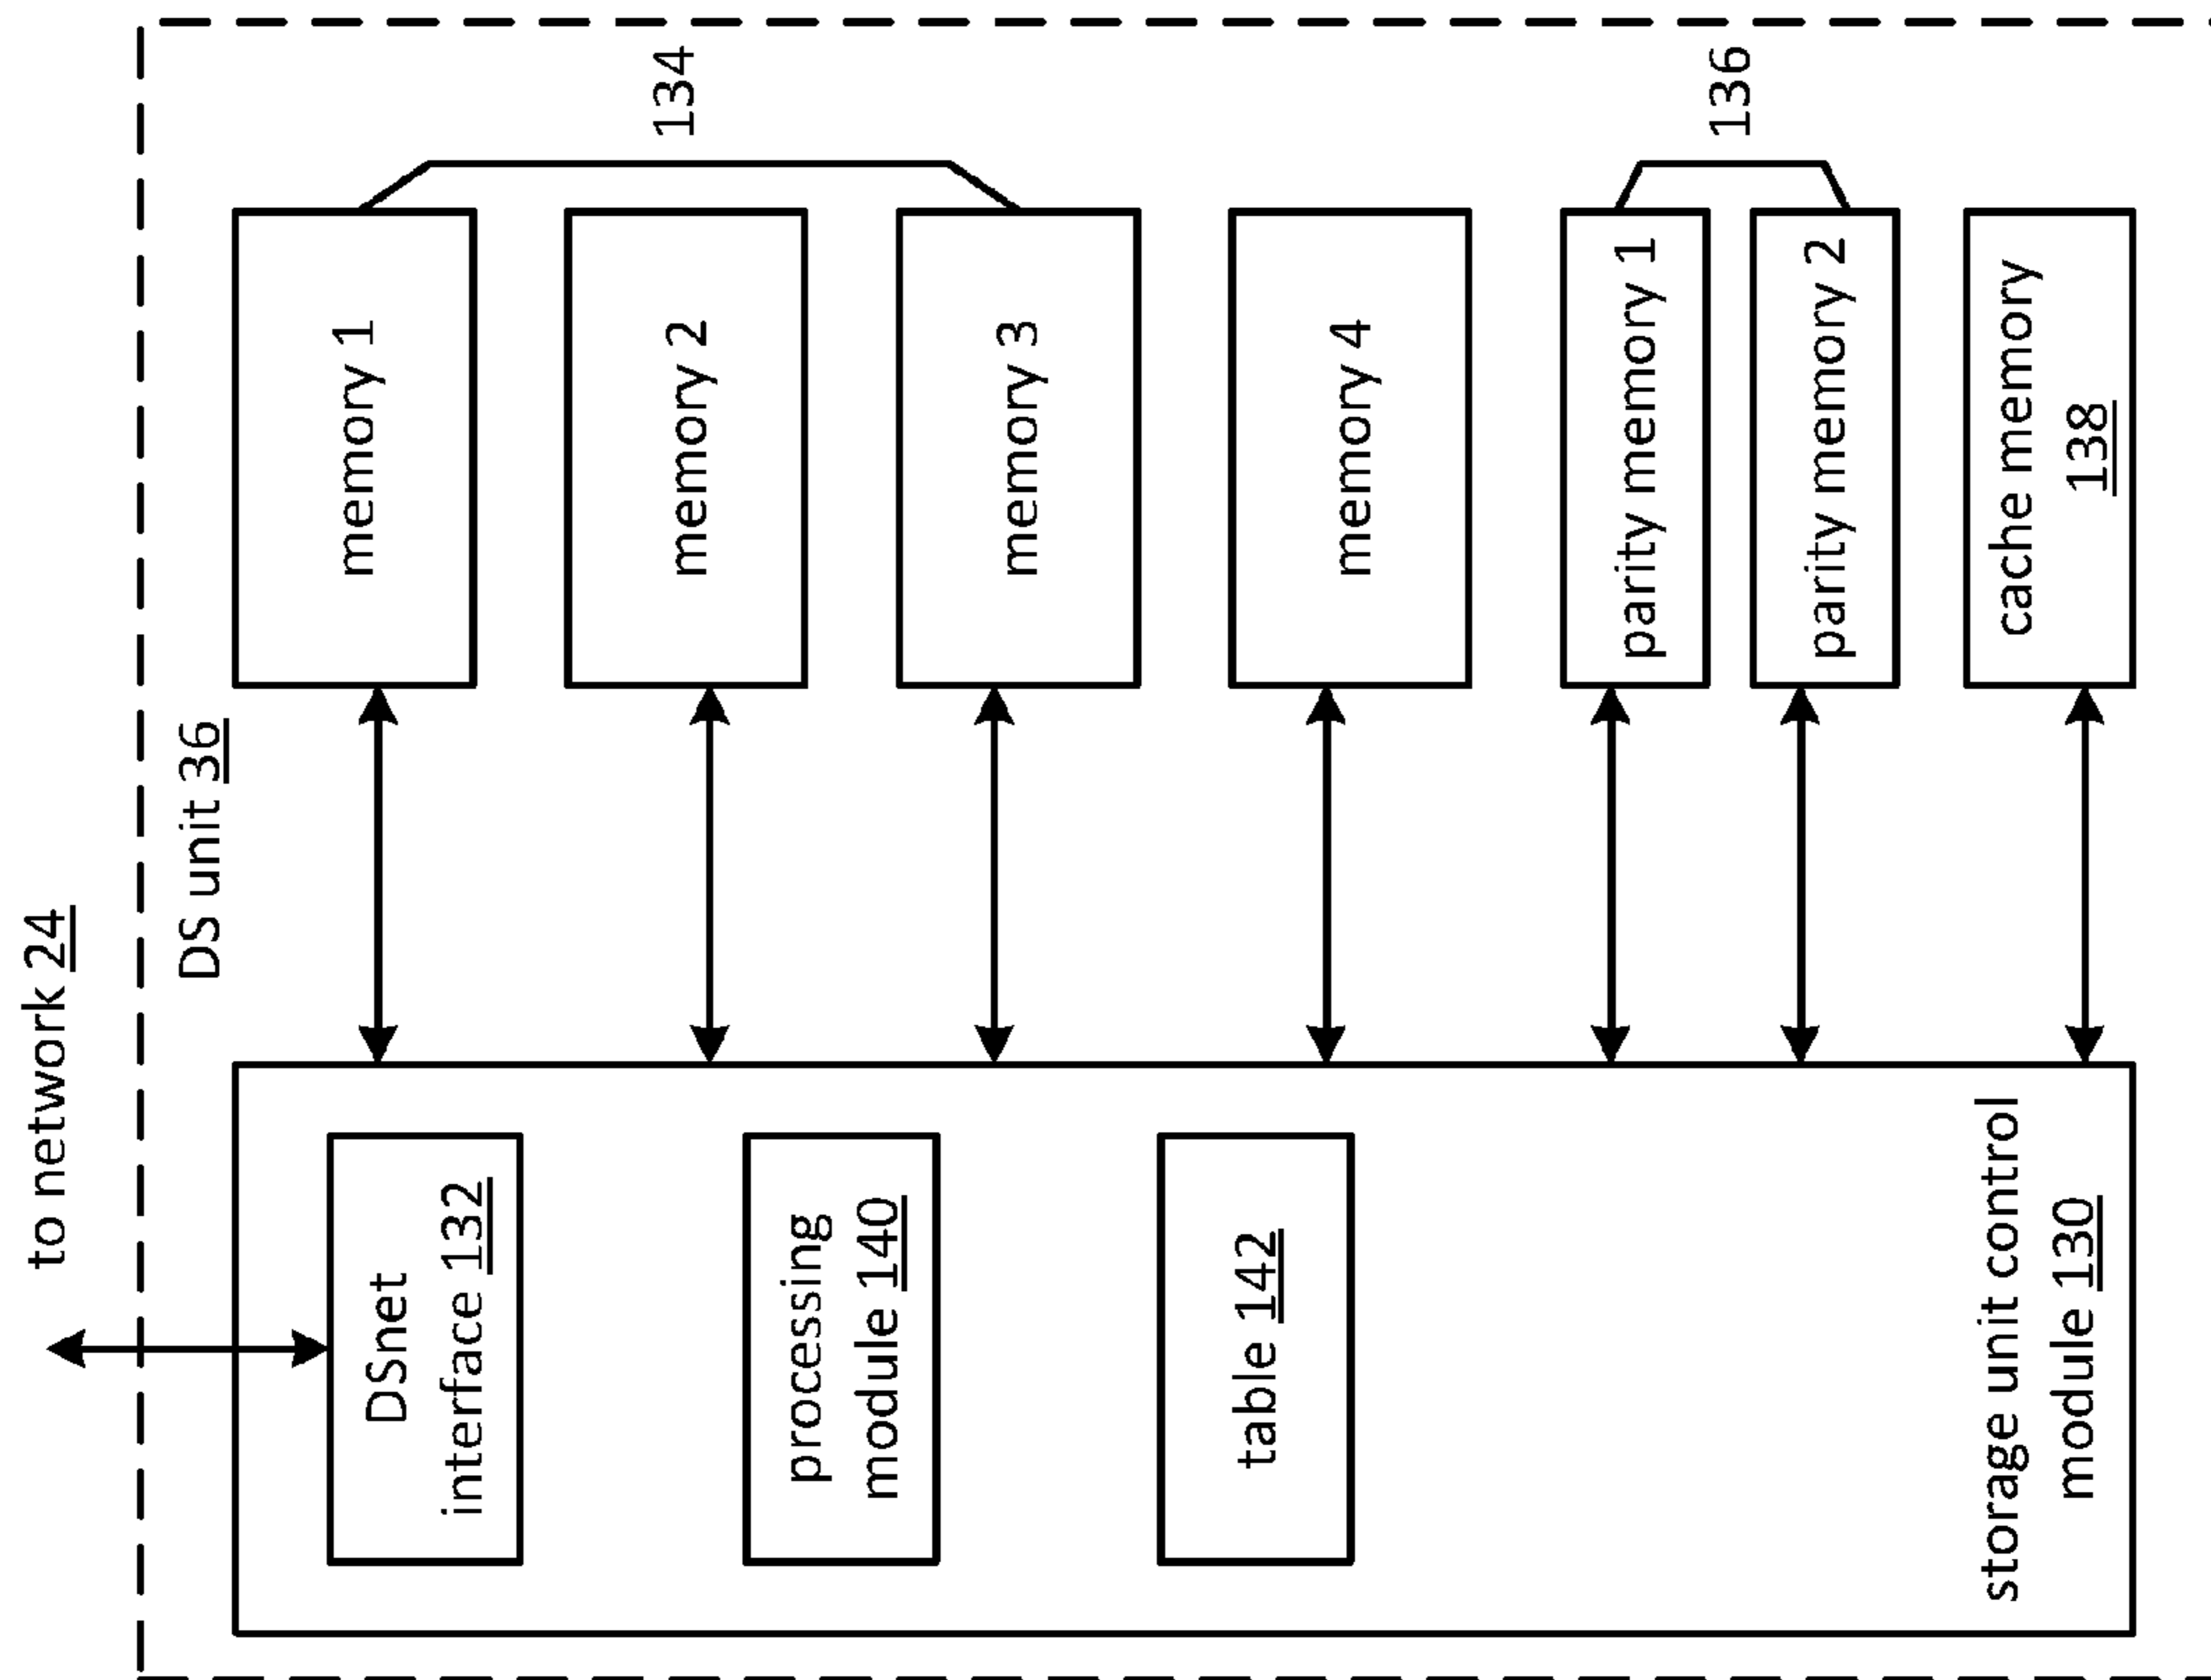 to network 24
DS unit 36
DSnet
interface 132
processing
module 140
table 142
storage unit control
module 130
memory 1
memory 2
memory 3
memory 4
parity memory 1
parity memory 2
cache memory
138
134
136